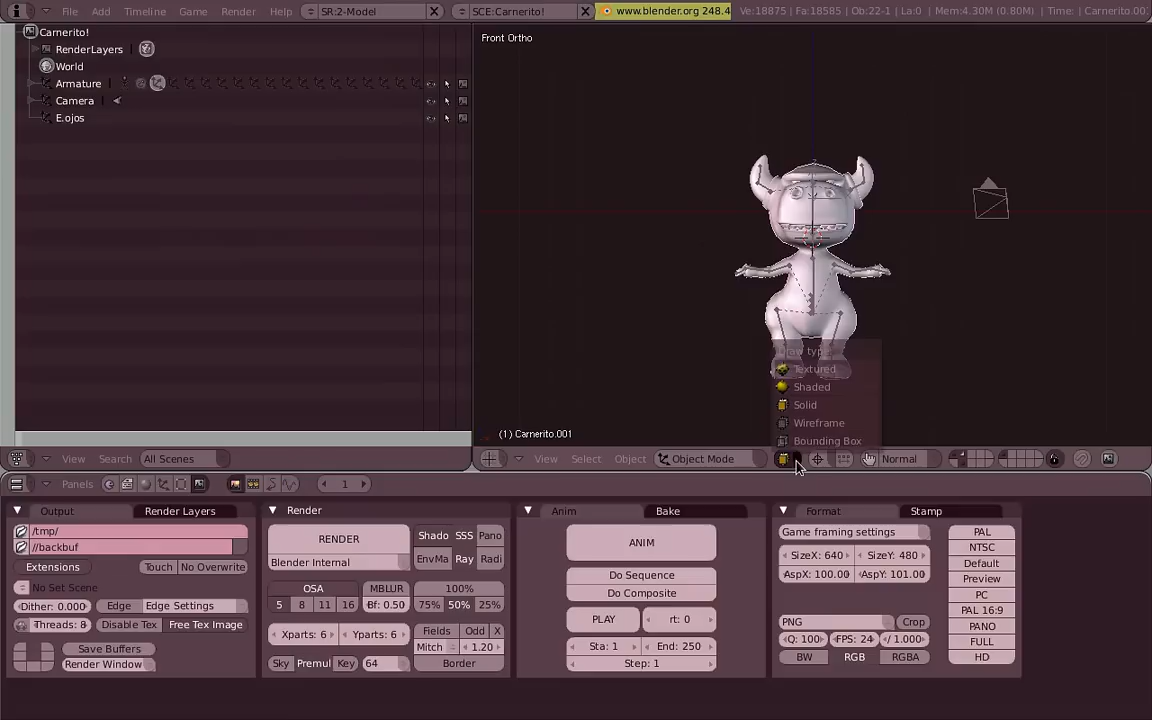 File Add Timeline Game Render Help SR:2-Model SCE:Carnerito! www.blender.org 248.4 Ve:18875 | Fa:18585 | Ob:22-1 | La:0 | Mem:4.30M (0.80M) | Time: | Carnerito.00
Carnerito!
RenderLayers
World
Armature
Camera
E.ojos
Front Ortho
Draw type
Textured
Shaded
Solid
Wireframe
Bounding Box
(1) Carnerito.001
View Search All Scenes
View Select Object Object Mode Normal
Panels 1
Output Render Layers
/tmp/
//backbuf
Extensions Touch No Overwrite
No Set Scene
Dither: 0.000 Edge Edge Settings
Threads: 8 Disable Tex Free Tex Image
Save Buffers
Render Window
Render
RENDER
Blender Internal
Shado SSS Pano
EnvMa Ray Radi
OSA MBLUR 100%
5 8 11 16 Bf: 0.50 75% 50% 25%
Xparts: 6 Yparts: 6
Fields Odd X
Mitch 1.20
Sky Premul Key 64 Border
Anim Bake
ANIM
Do Sequence
Do Composite
PLAY rt: 0
Sta: 1 End: 250
Step: 1
Format Stamp
Game framing settings
SizeX: 640 SizeY: 480
AspX: 100.00 AspY: 101.00
PNG Crop
Q: 100 FPS: 24 / 1.000
BW RGB RGBA
PAL
NTSC
Default
Preview
PC
PAL 16:9
PANO
FULL
HD